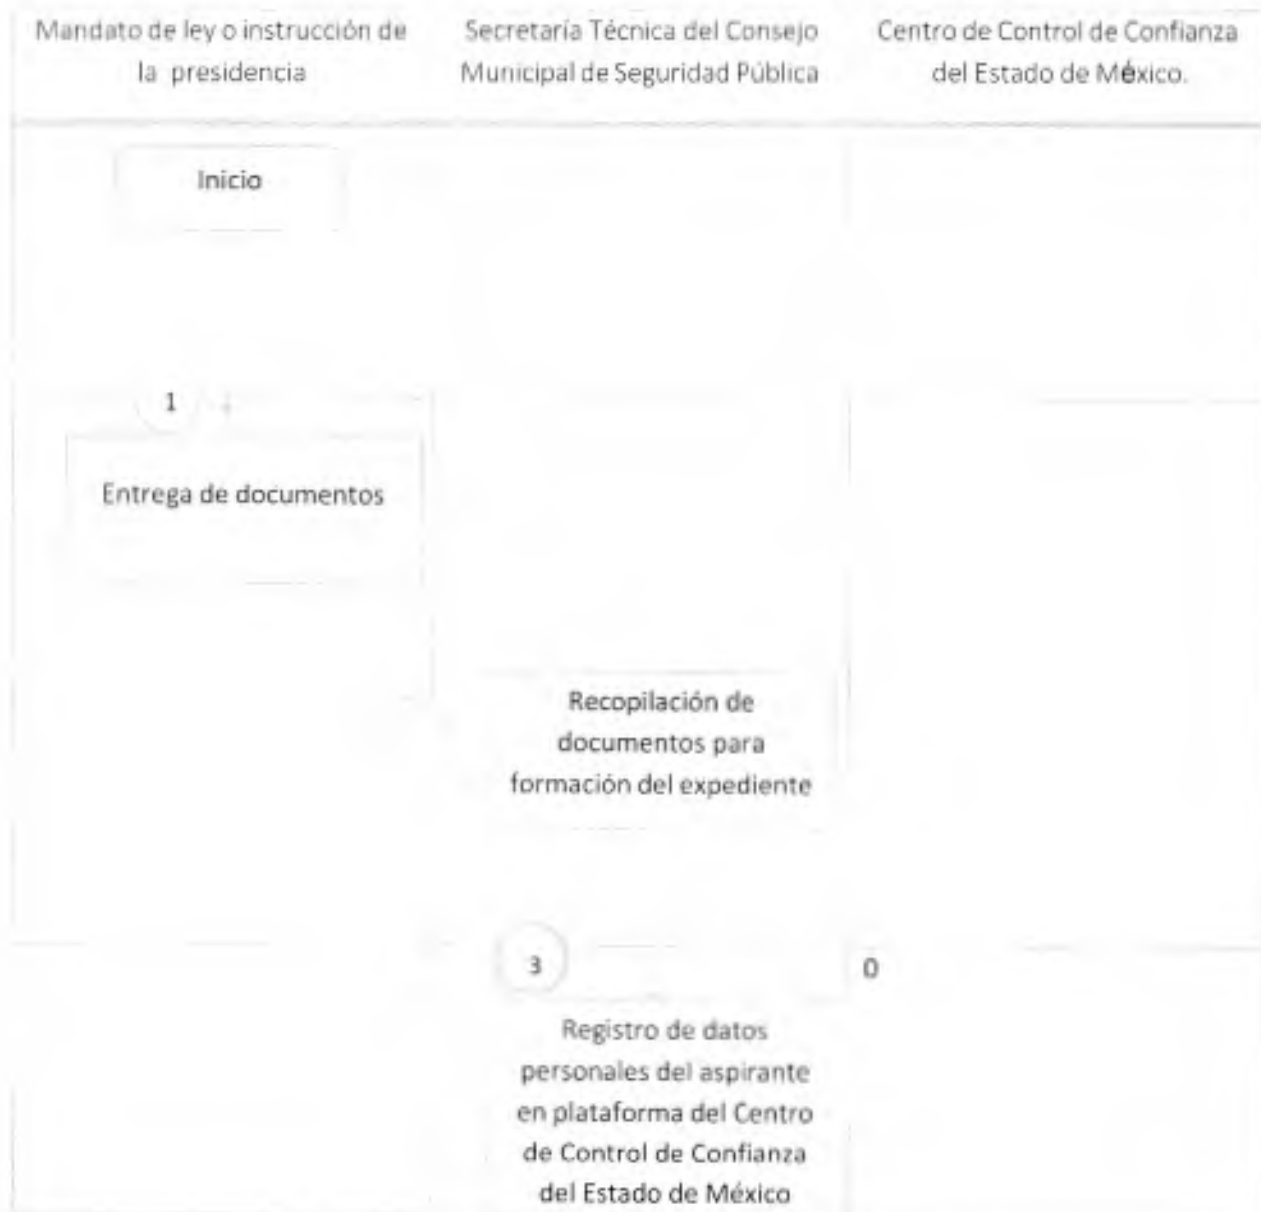 Mandato de ley o instrucción de
la presidencia
Secretaría Técnica del Consejo
Municipal de Seguridad Pública
Centro de Control de Confianza
del Estado de México.
Inicio
1
Entrega de documentos
Recopilación de
documentos para
formación del expediente
3
0
Registro de datos
personales del aspirante
en plataforma del Centro
de Control de Confianza
del Estado de México